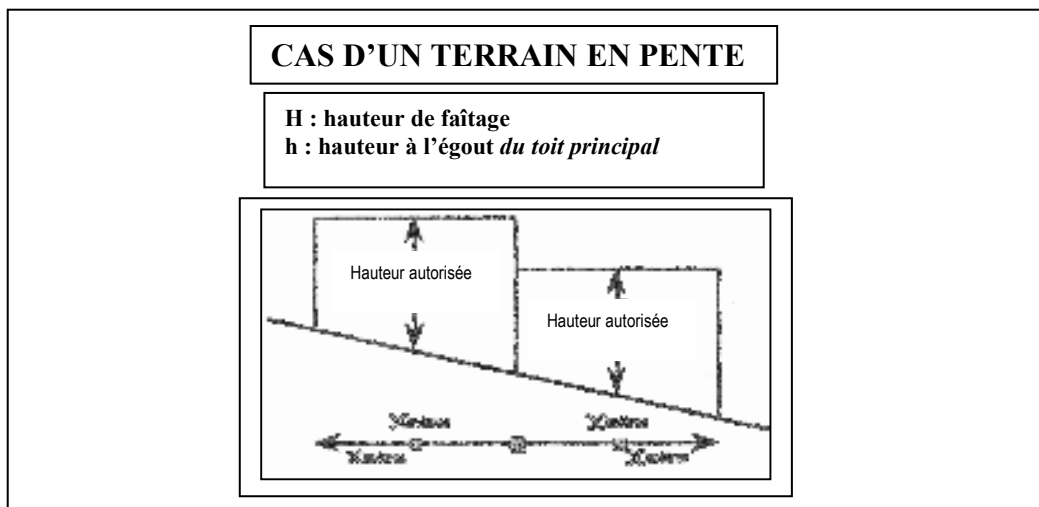 CAS D'UN TERRAIN EN PENTE
H : hauteur de faîtage
h : hauteur à l'égout du toit principal
Hauteur autorisée
Hauteur autorisée